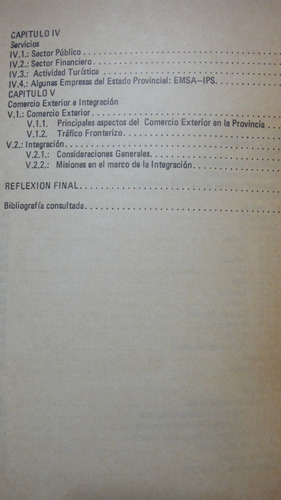 CAPITULO IV
Servicios
IV.1.: Sector Público
IV.2.: Sector Financiero
IV.3.: Actividad Turística
IV.4.: Algunas Empresas del Estado Provincial: EMSA—IPS.
CAPITULO V
Comercio Exterior e Integración
V.1.: Comercio Exterior
V.1.1. Principales aspectos del Comercio Exterior en la Provincia
V.1.2. Tráfico Fronterizo
V.2.: Integración
V.2.1.: Consideraciones Generales.
V.2.2.: Misiones en el marco de la Integración.
REFLEXION FINAL
Bibliografía consultada